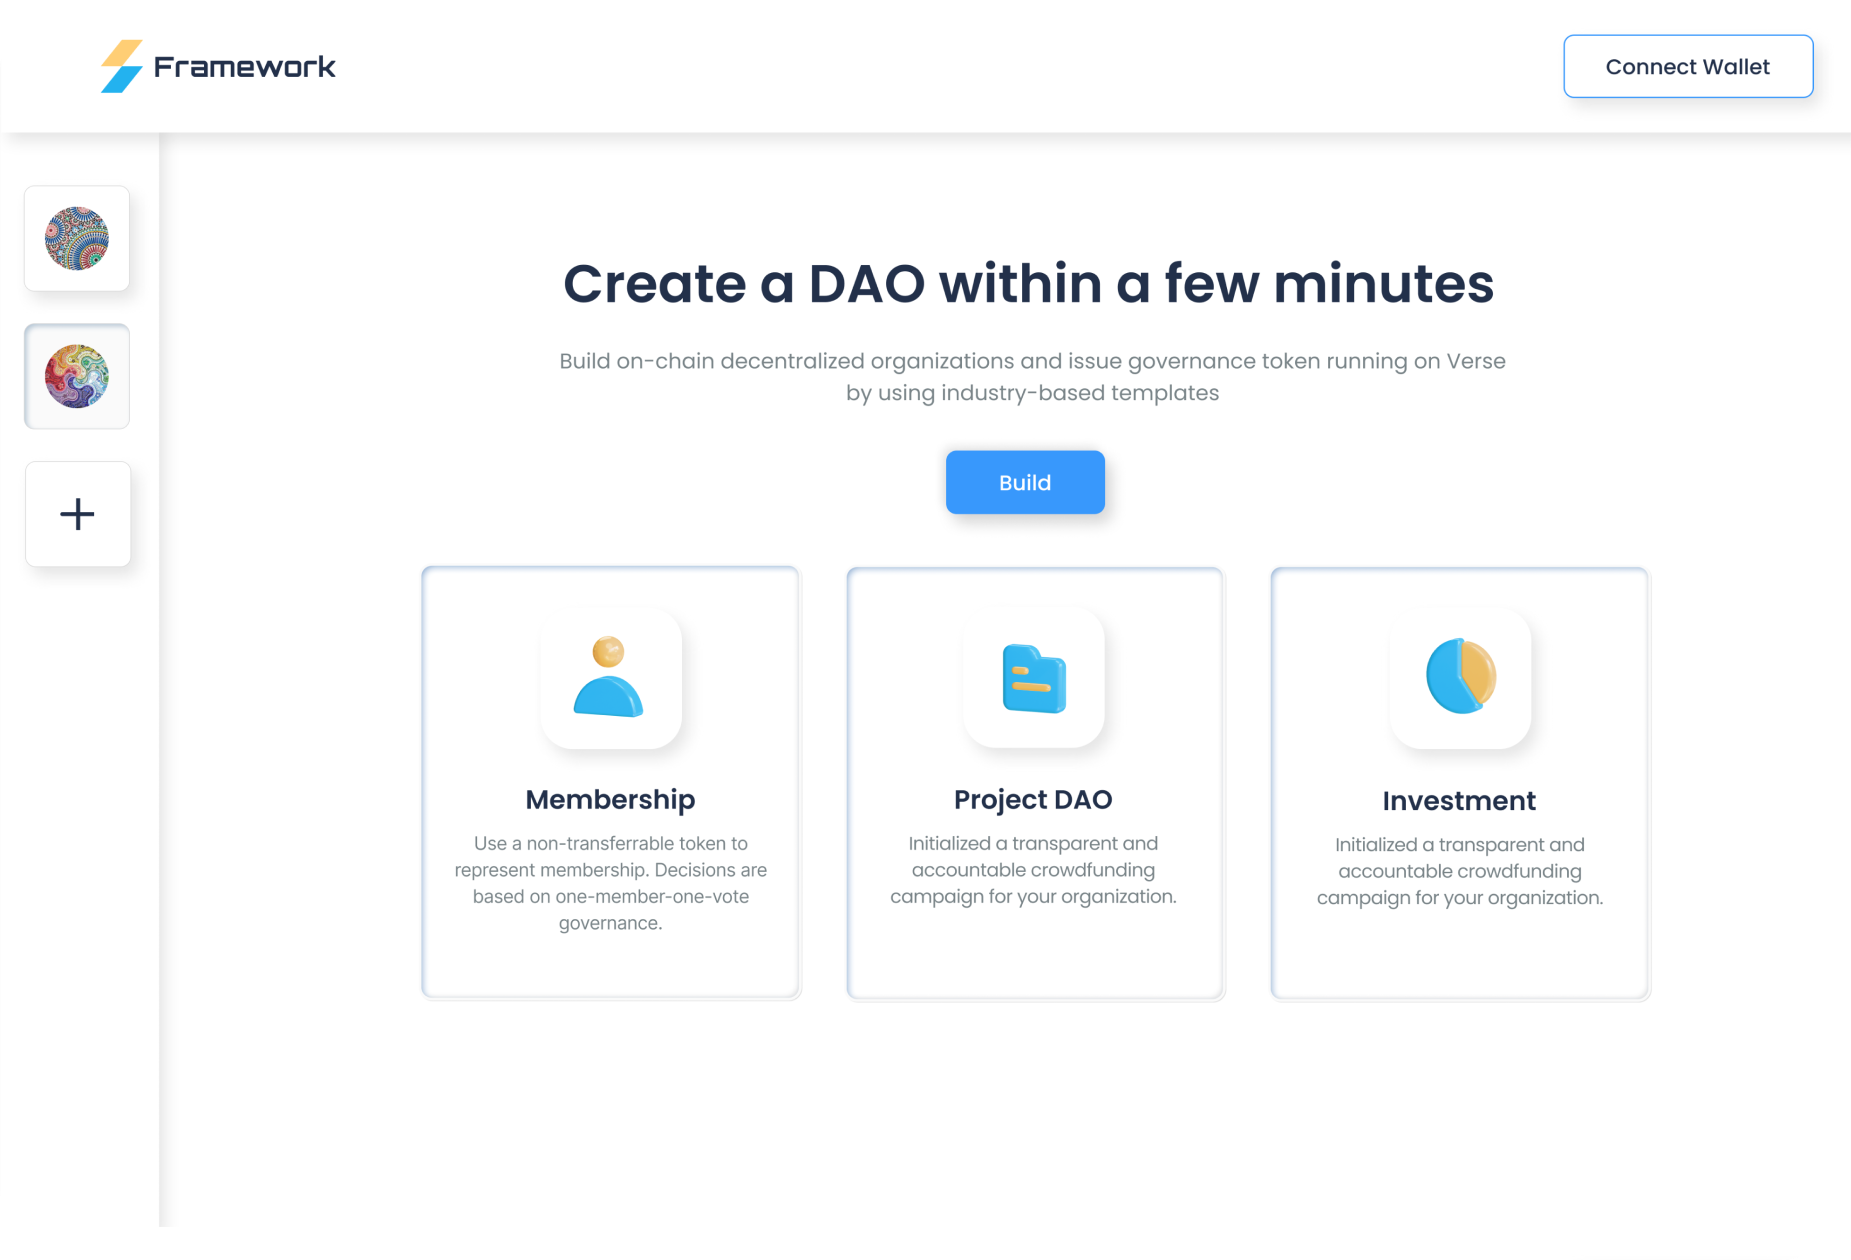 Framework
Connect Wallet
Create a DAO within a few minutes
Build on-chain decentralized organizations and issue governance token running on Verse
by using industry-based templates
Build
Membership
Use a non-transferrable token to
represent membership. Decisions are
based on one-member-one-vote
governance.
Project DAO
Initialized a transparent and
accountable crowdfunding
campaign for your organization.
Investment
Initialized a transparent and
accountable crowdfunding
campaign for your organization.